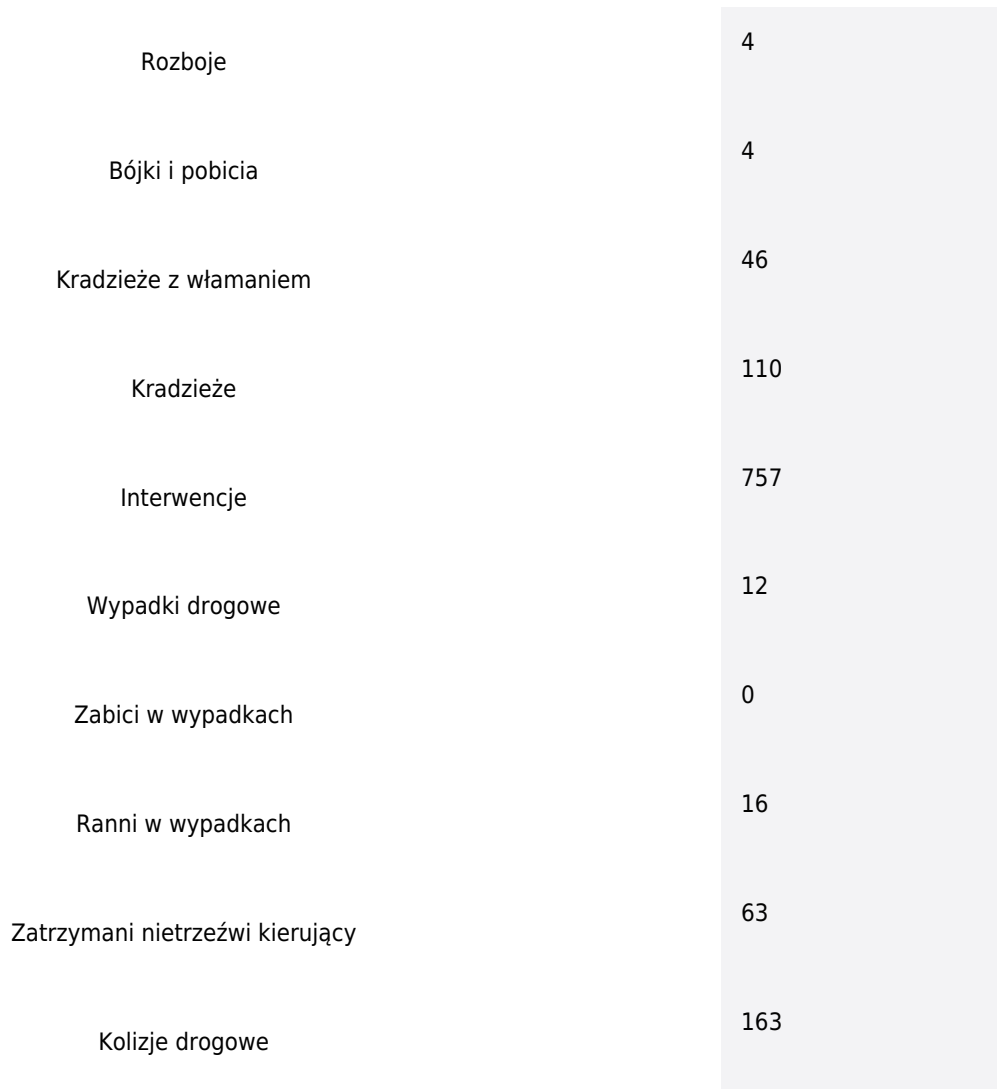 Rozboje 4
Bójki i pobicia 4
Kradzieże z włamaniem 46
Kradzieże 110
Interwencje 757
Wypadki drogowe 12
Zabici w wypadkach 0
Ranni w wypadkach 16
Zatrzymani nietrzeźwi kierujący 63
Kolizje drogowe 163